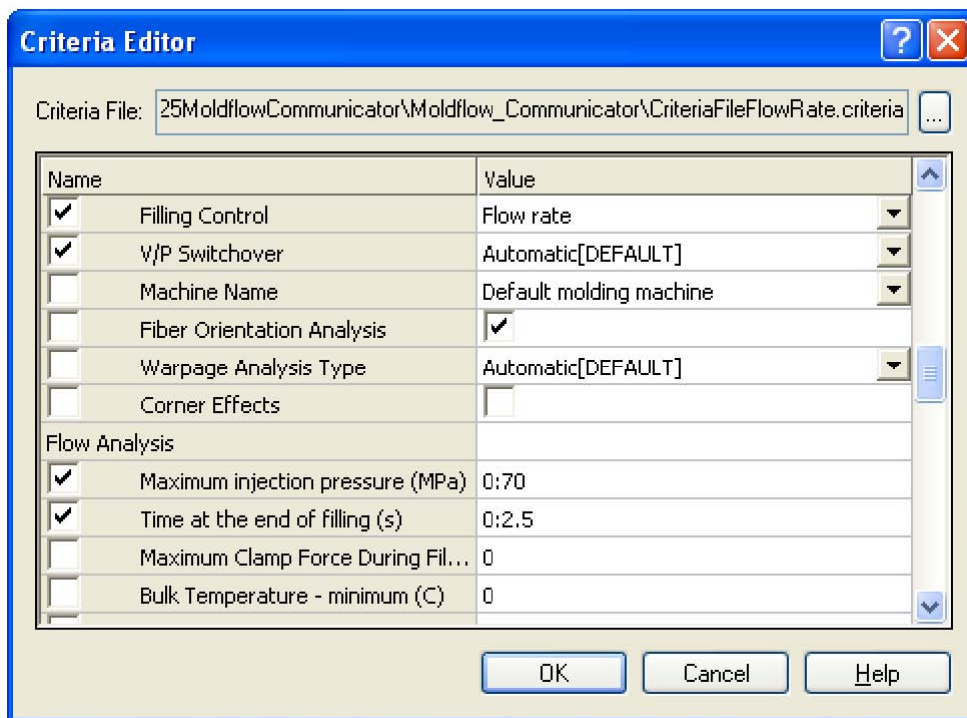 Criteria Editor
Criteria File: 25MoldflowCommunicator\Moldflow_Communicator\CriteriaFileFlowRate.criteria ...
Name Value
Filling Control Flow rate
V/P Switchover Automatic[DEFAULT]
Machine Name Default molding machine
Fiber Orientation Analysis
Warpage Analysis Type Automatic[DEFAULT]
Corner Effects
Flow Analysis
Maximum injection pressure (MPa) 0:70
Time at the end of filling (s) 0:2.5
Maximum Clamp Force During Fil... 0
Bulk Temperature - minimum (C) 0
OK Cancel Help